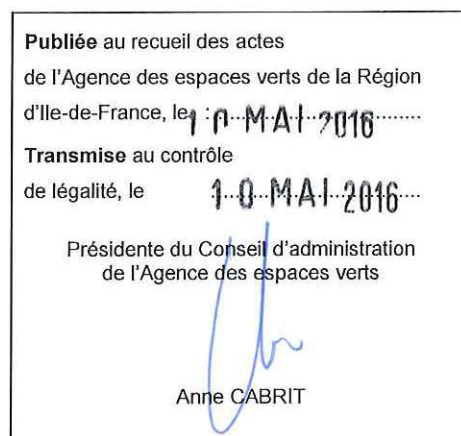 Publiée au recueil des actes
de l'Agence des espaces verts de la Région
d'Ile-de-France, le : 10 MAI 2016
Transmise au contrôle
de légalité, le 10 MAI 2016
Présidente du Conseil d'administration
de l'Agence des espaces verts
Anne CABRIT